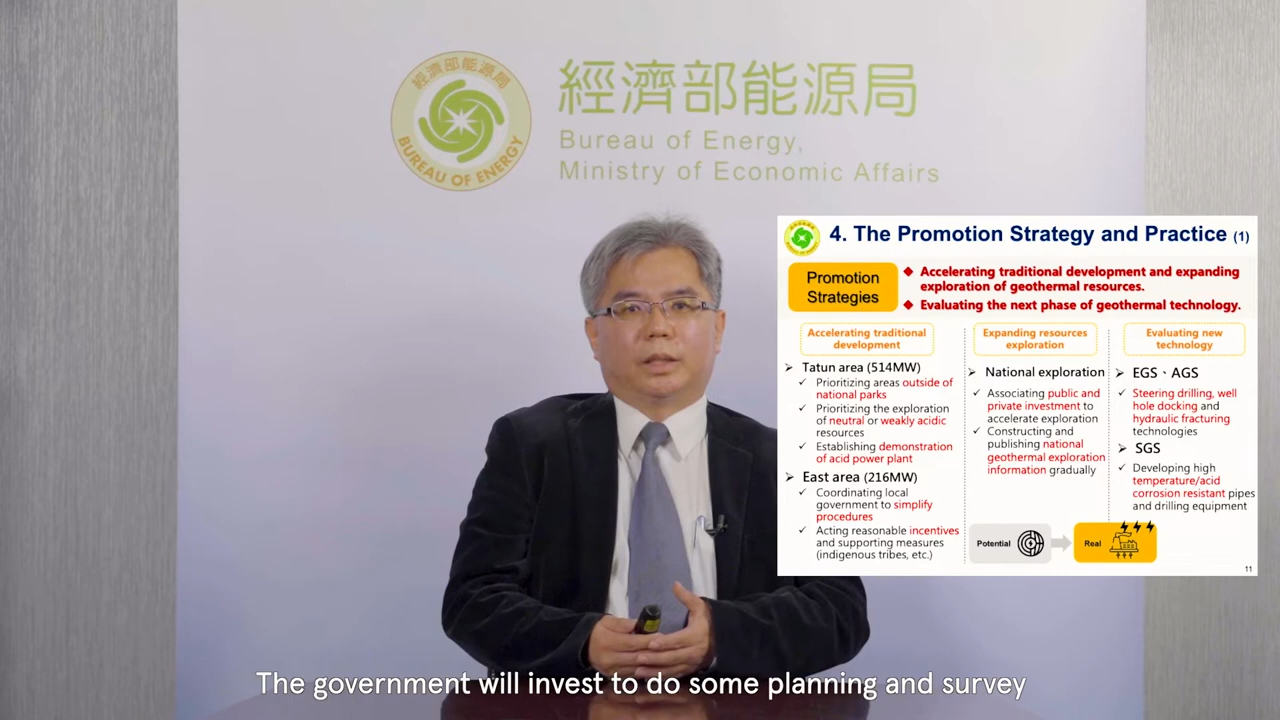 經濟部能源局
BUREAU OF ENERGY
經濟部能源局
Bureau of Energy,
Ministry of Economic Affairs
4. The Promotion Strategy and Practice (1)
Promotion
Strategies
Accelerating traditional development and expanding
exploration of geothermal resources.
Evaluating the next phase of geothermal technology.
Accelerating traditional
development
Tatun area (514MW)
Prioritizing areas outside of
national parks
Prioritizing the exploration
of neutral or weakly acidic
resources
Establishing demonstration
of acid power plant
East area (216MW)
Coordinating local
government to simplify
procedures
Acting reasonable incentives
and supporting measures
(indigenous tribes, etc.)
Expanding resources
exploration
National exploration
Associating public and
private investment to
accelerate exploration
Constructing and
publishing national
geothermal exploration
information gradually
Evaluating new
technology
EGS、AGS
Steering drilling, well
hole docking and
hydraulic fracturing
technologies
SGS
Developing high
temperature/acid
corrosion resistant pipes
and drilling equipment
Potential
Real
11
The government will invest to do some planning and survey